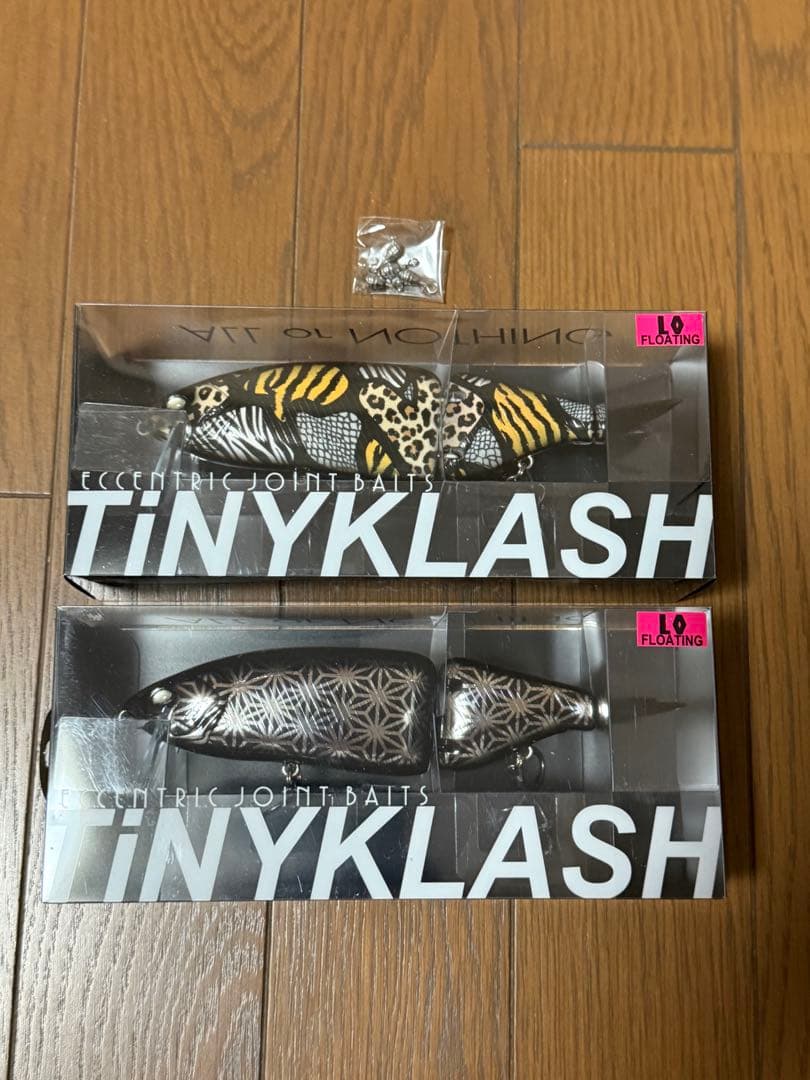 ALL or NOTHING
LO
FLOATING
ECCENTRIC JOINT BAITS
TiNYKLASH
LO
FLOATING
ECCENTRIC JOINT BAITS
TiNYKLASH